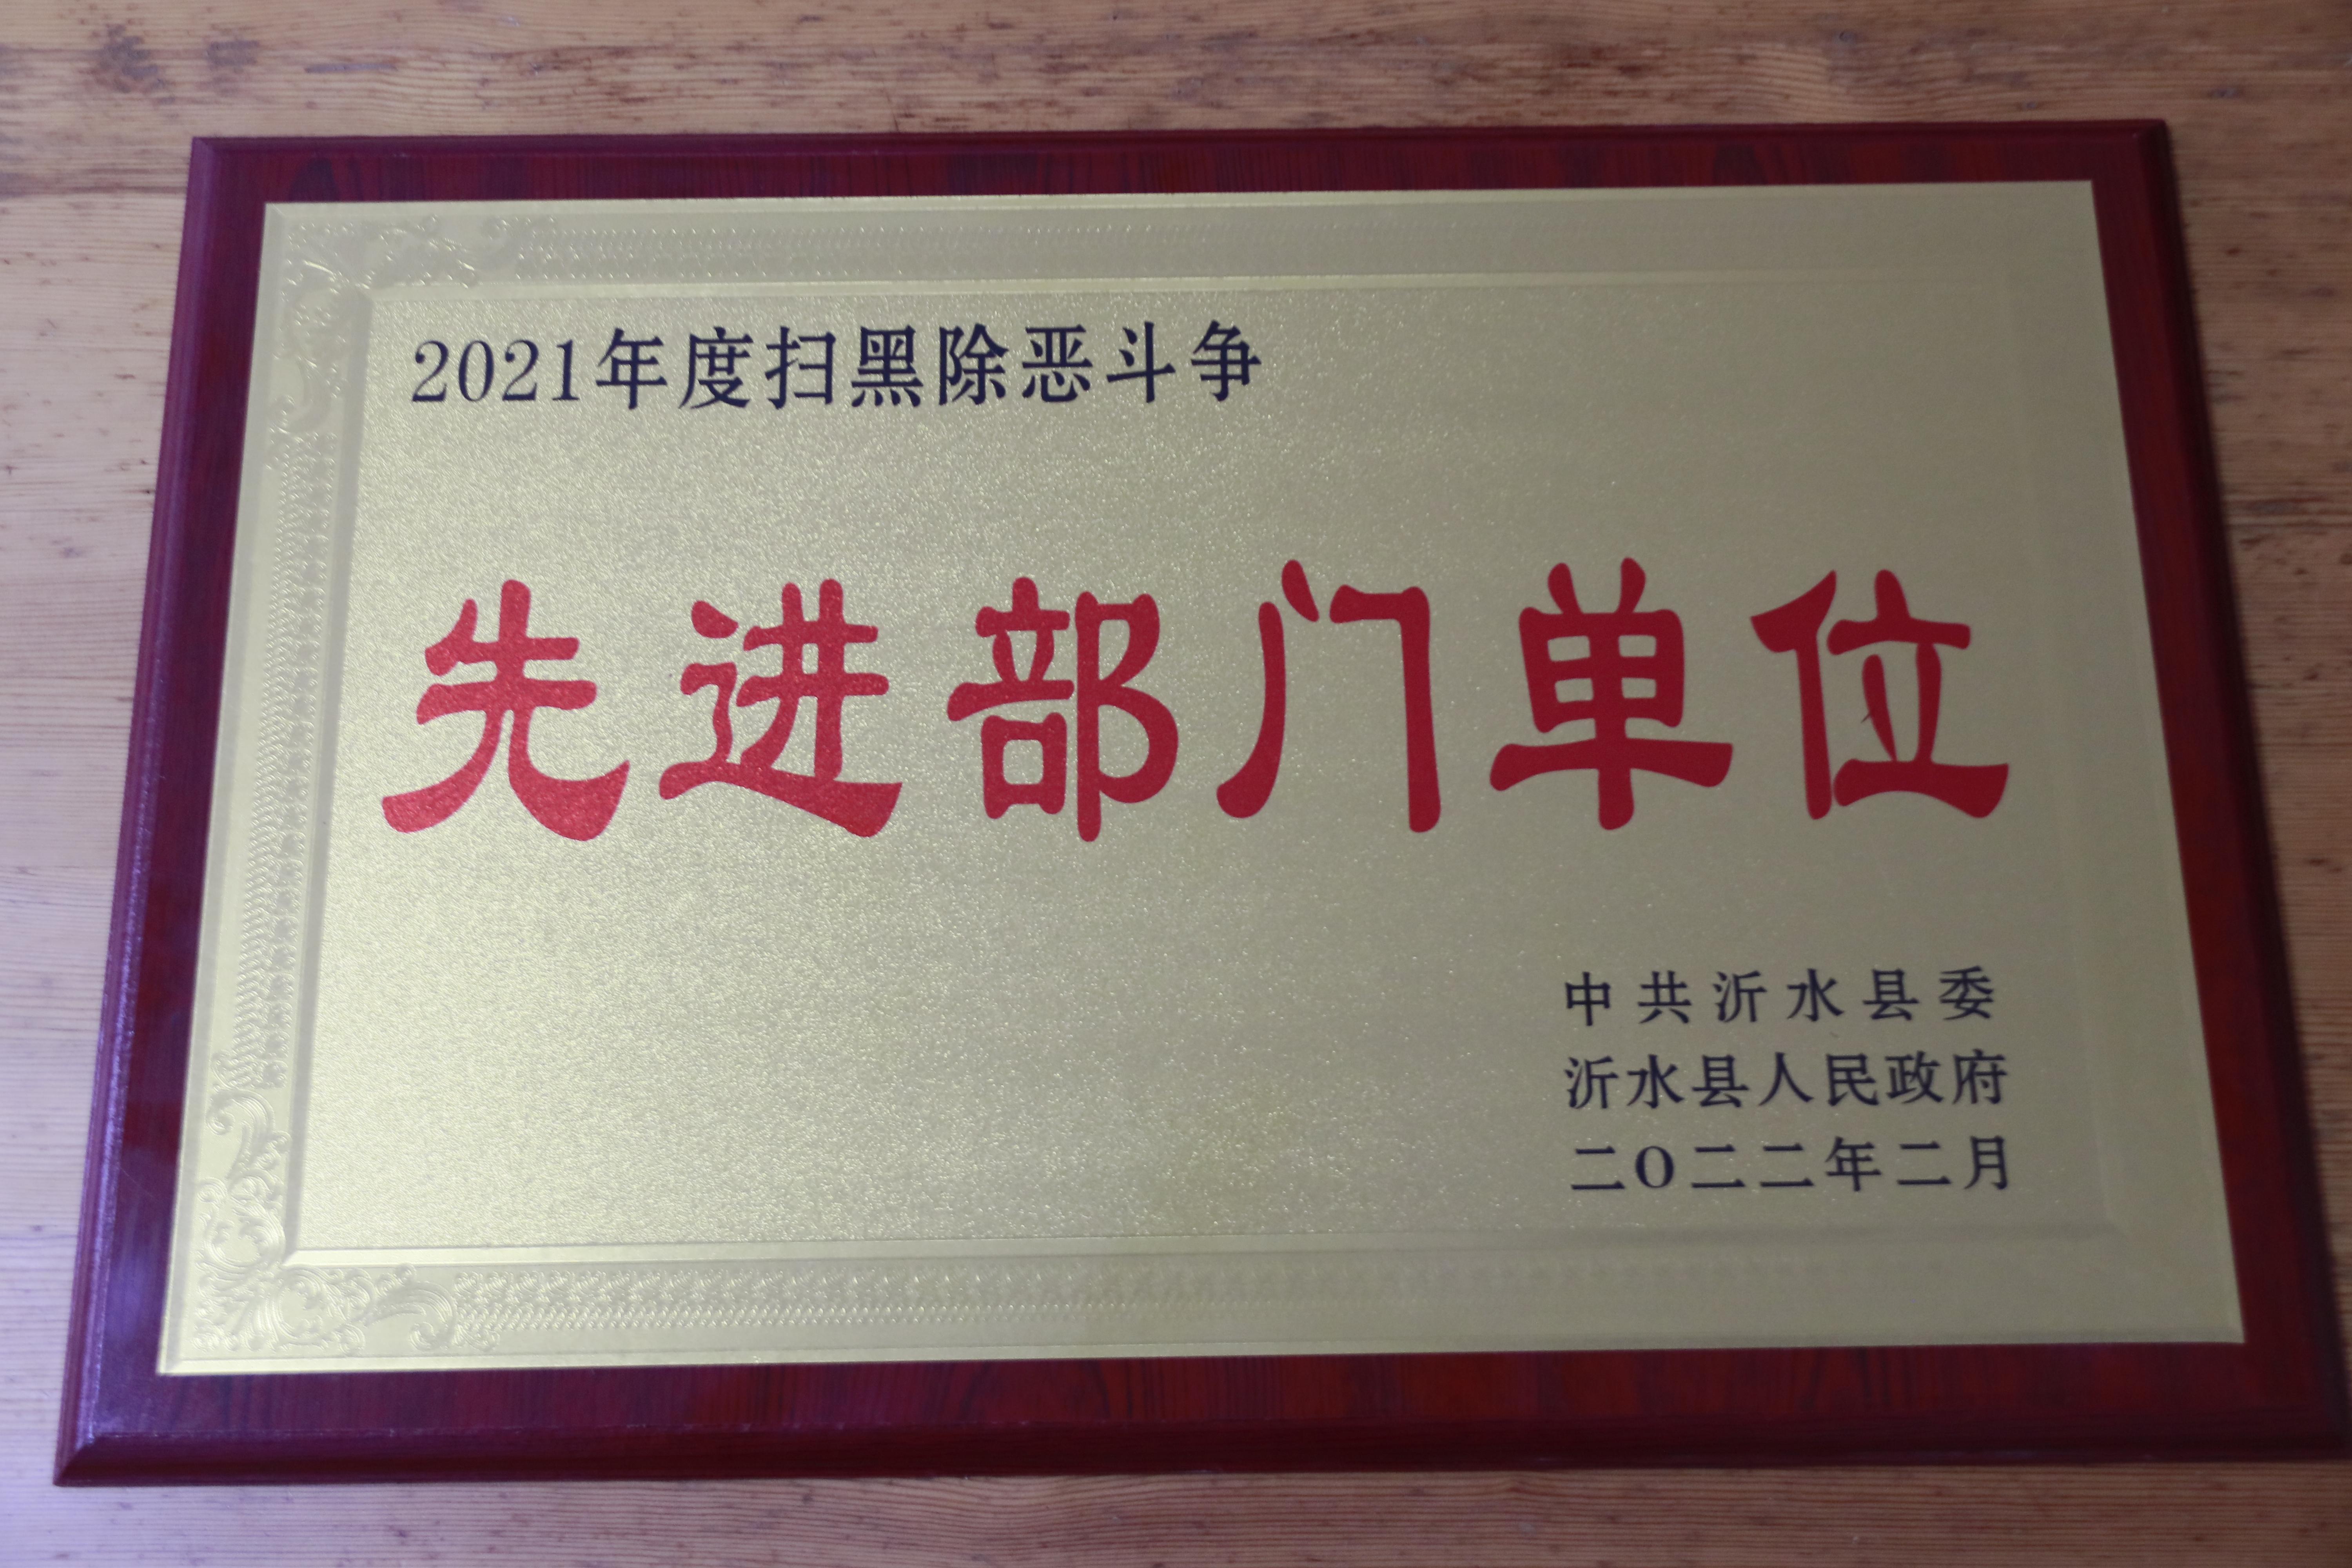 2021年度扫黑除恶斗争
先进部门单位
中共沂水县委
沂水县人民政府
二〇二二年二月